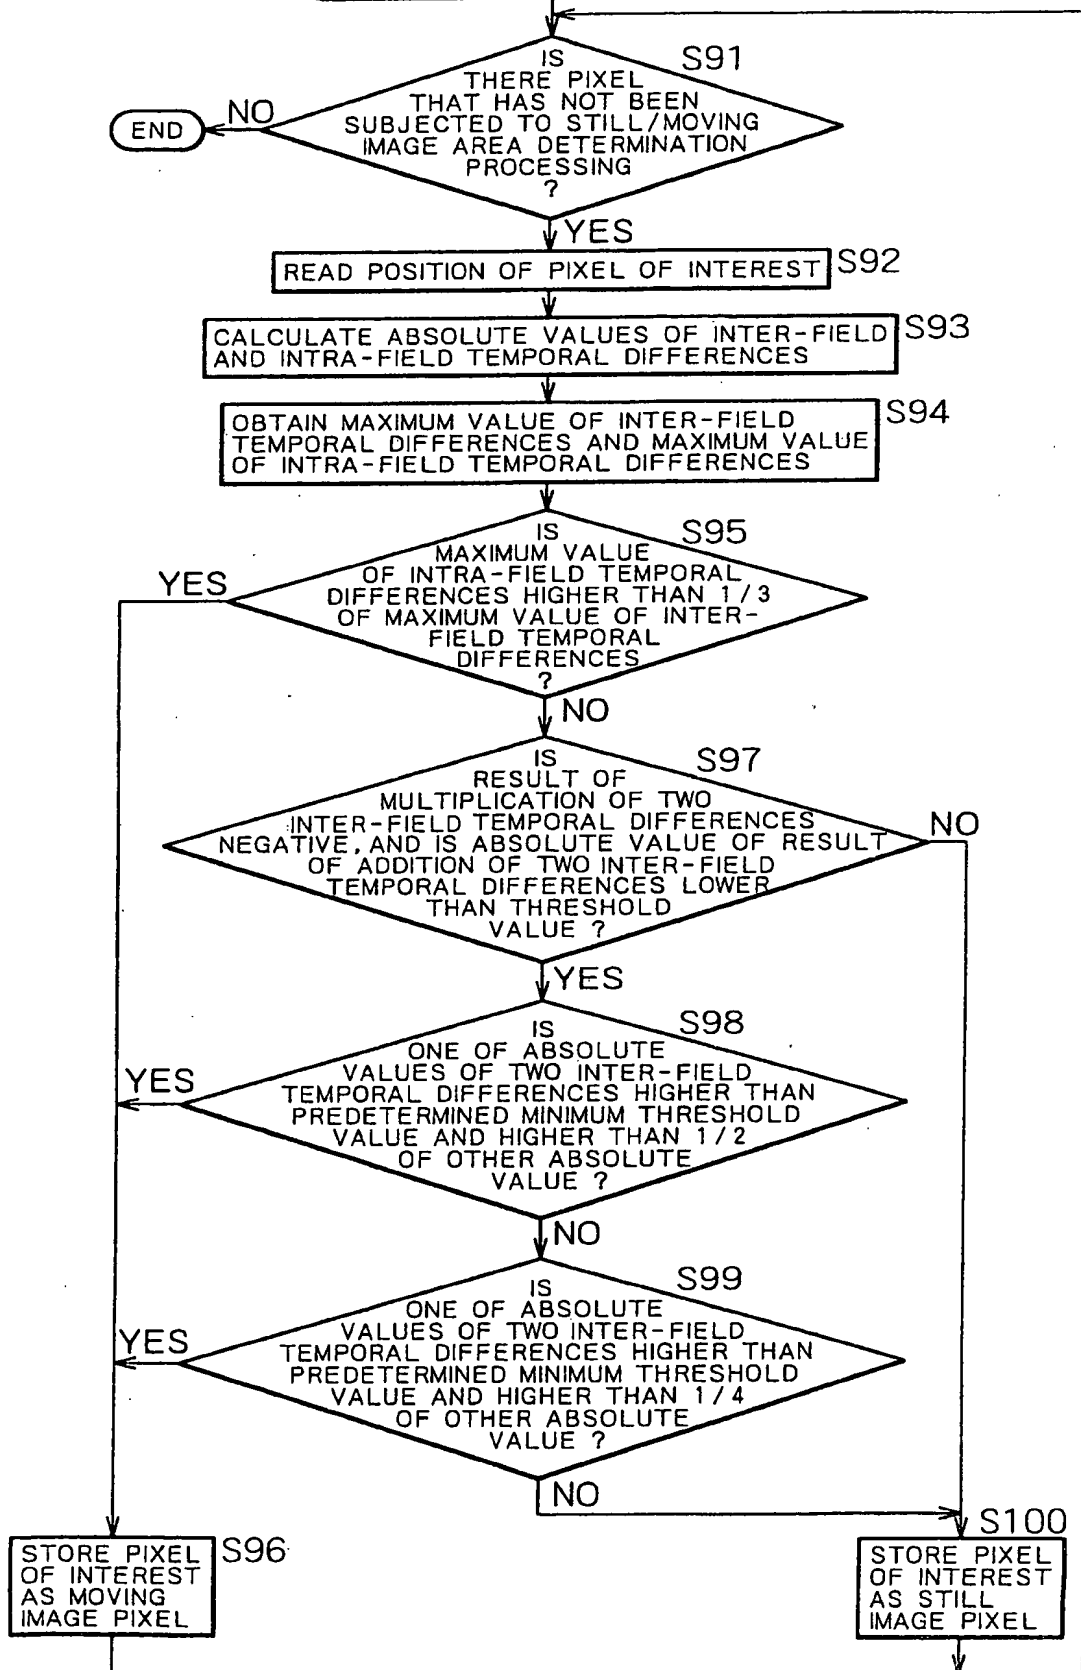 IS
THERE PIXEL
THAT HAS NOT BEEN
SUBJECTED TO STILL/MOVING
IMAGE AREA DETERMINATION
PROCESSING
?
S91
NO
END
YES
READ POSITION OF PIXEL OF INTEREST
S92
CALCULATE ABSOLUTE VALUES OF INTER-FIELD
AND INTRA-FIELD TEMPORAL DIFFERENCES
S93
OBTAIN MAXIMUM VALUE OF INTER-FIELD
TEMPORAL DIFFERENCES AND MAXIMUM VALUE
OF INTRA-FIELD TEMPORAL DIFFERENCES
S94
IS
MAXIMUM VALUE
OF INTRA-FIELD TEMPORAL
DIFFERENCES HIGHER THAN 1/3
OF MAXIMUM VALUE OF INTER-
FIELD TEMPORAL
DIFFERENCES
?
S95
YES
NO
IS
RESULT OF
MULTIPLICATION OF TWO
INTER-FIELD TEMPORAL DIFFERENCES
NEGATIVE, AND IS ABSOLUTE VALUE OF RESULT
OF ADDITION OF TWO INTER-FIELD
TEMPORAL DIFFERENCES LOWER
THAN THRESHOLD
VALUE ?
S97
NO
YES
IS
ONE OF ABSOLUTE
VALUES OF TWO INTER-FIELD
TEMPORAL DIFFERENCES HIGHER THAN
PREDETERMINED MINIMUM THRESHOLD
VALUE AND HIGHER THAN 1/2
OF OTHER ABSOLUTE
VALUE ?
S98
YES
NO
IS
ONE OF ABSOLUTE
VALUES OF TWO INTER-FIELD
TEMPORAL DIFFERENCES HIGHER THAN
PREDETERMINED MINIMUM THRESHOLD
VALUE AND HIGHER THAN 1/4
OF OTHER ABSOLUTE
VALUE ?
S99
YES
NO
STORE PIXEL
OF INTEREST
AS MOVING
IMAGE PIXEL
S96
S100
STORE PIXEL
OF INTEREST
AS STILL
IMAGE PIXEL